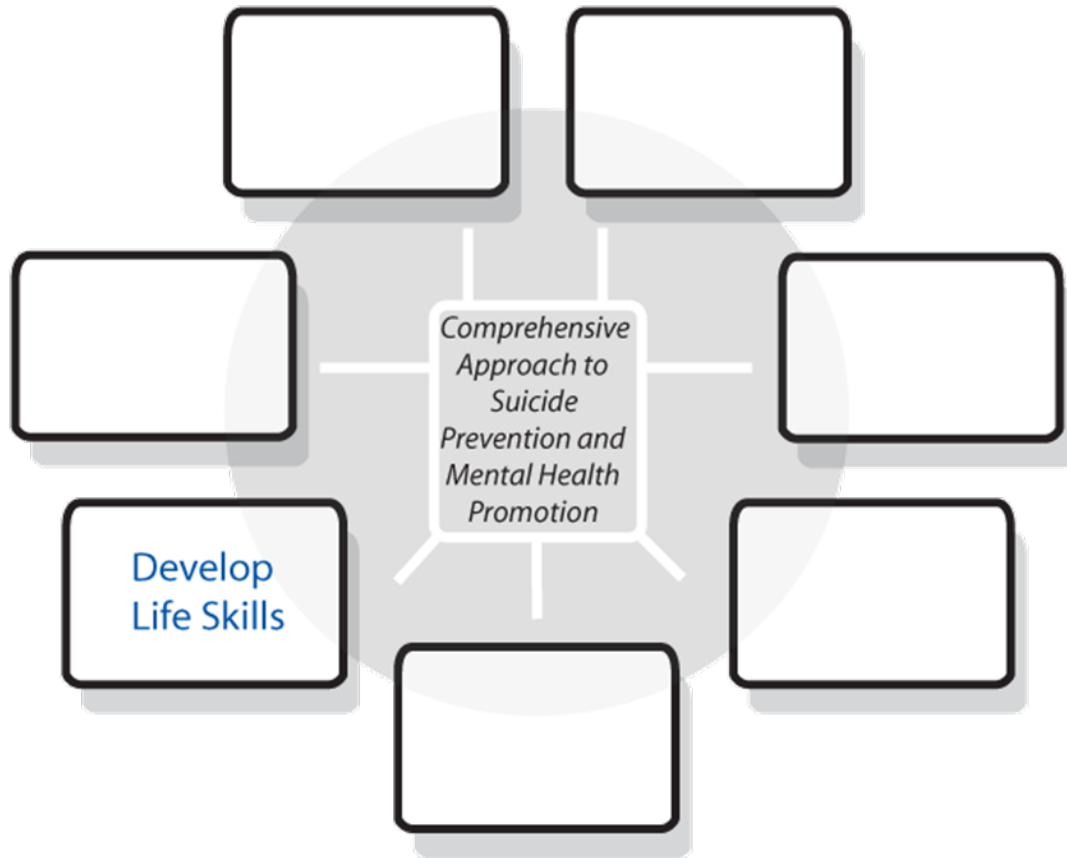 Comprehensive
Approach to
Suicide
Prevention and
Mental Health
Promotion
Develop
Life Skills